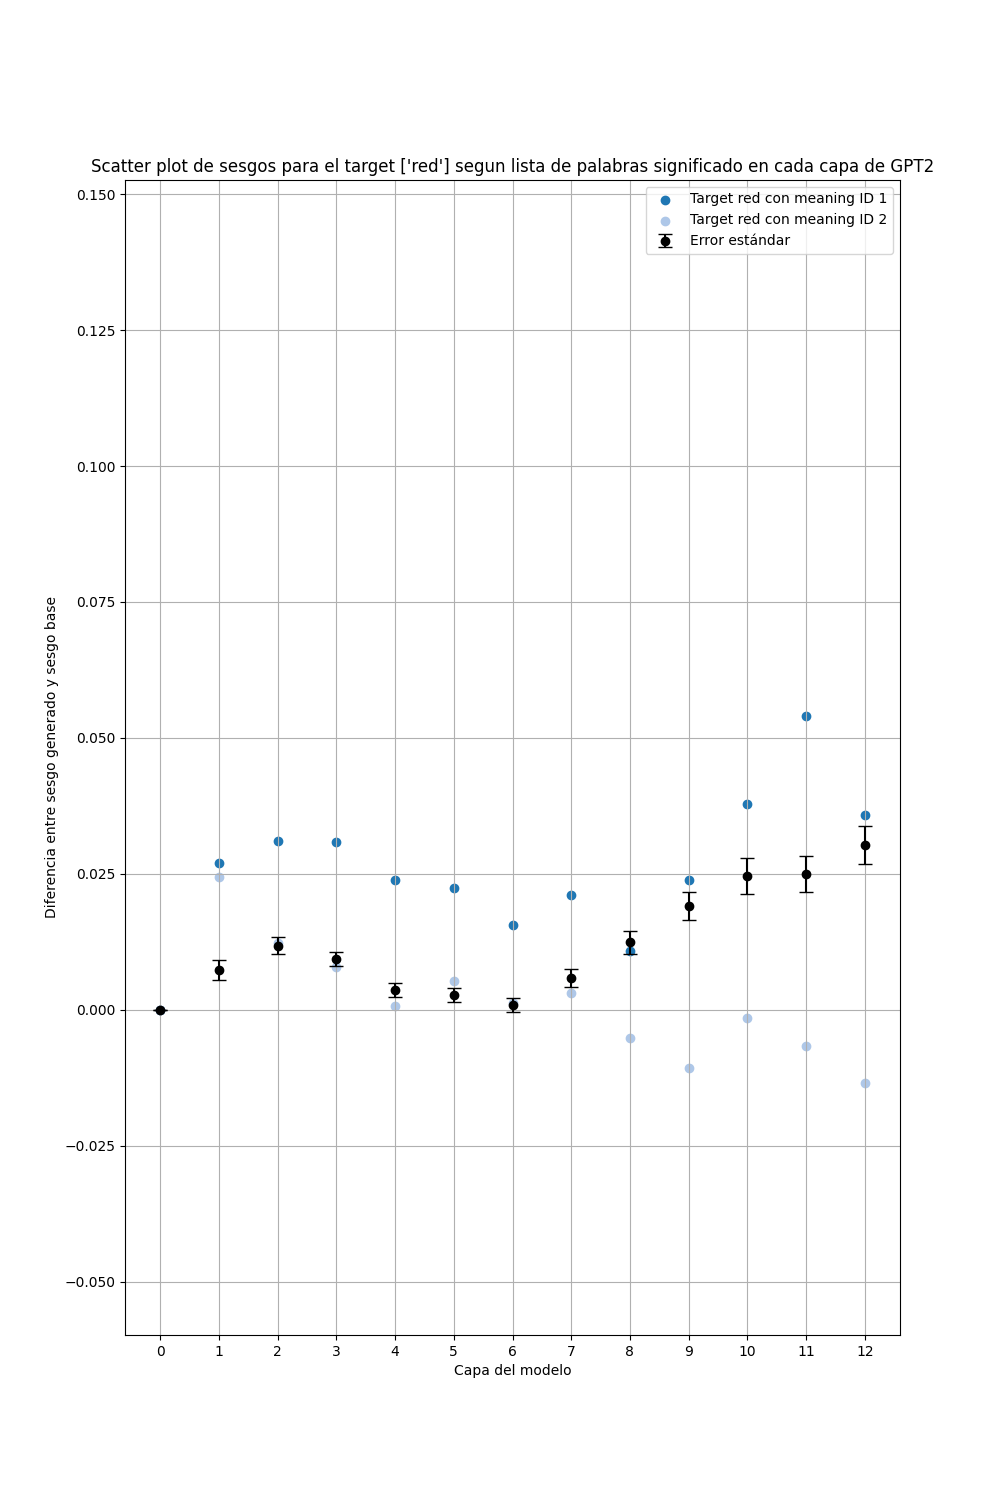 Scatter plot de sesgos para el target ['red'] segun lista de palabras significado en cada capa de GPT2
Target red con meaning ID 1
Target red con meaning ID 2
Error estándar
0.150
0.125
0.100
0.075
0.050
0.025
0.000
−0.025
−0.050
Diferencia entre sesgo generado y sesgo base
0 1 2 3 4 5 6 7 8 9 10 11 12
Capa del modelo